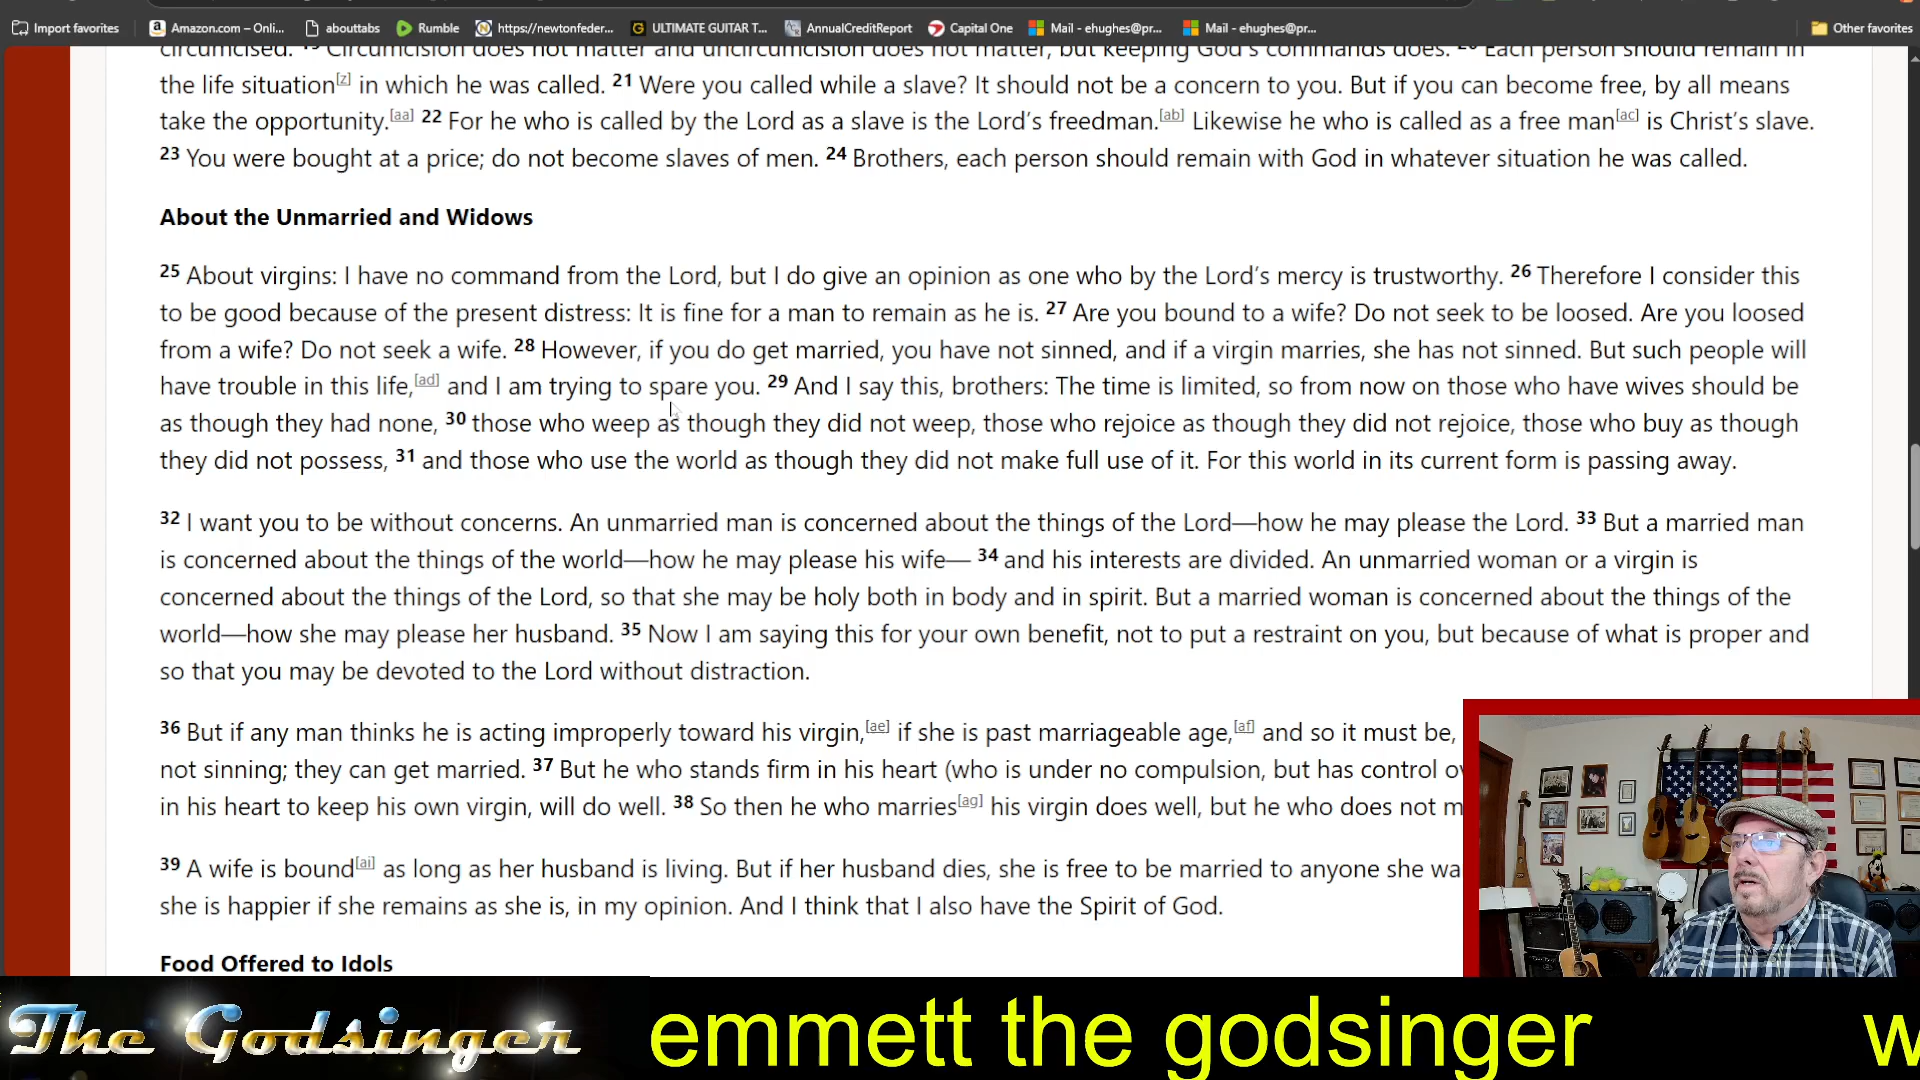 Import favorites Amazon.com – Onli... abouttabs Rumble https://newtonfeder... ULTIMATE GUITAR T... AnnualCreditReport Capital One Mail - ehughes@pr... Mail - ehughes@pr... Other favorites
circumcised. 19 Circumcision does not matter and uncircumcision does not matter, but keeping God's commands does. 20 Each person should remain in
the life situation[z] in which he was called. 21 Were you called while a slave? It should not be a concern to you. But if you can become free, by all means
take the opportunity.[aa] 22 For he who is called by the Lord as a slave is the Lord's freedman.[ab] Likewise he who is called as a free man[ac] is Christ's slave.
23 You were bought at a price; do not become slaves of men. 24 Brothers, each person should remain with God in whatever situation he was called.
About the Unmarried and Widows
25 About virgins: I have no command from the Lord, but I do give an opinion as one who by the Lord's mercy is trustworthy. 26 Therefore I consider this
to be good because of the present distress: It is fine for a man to remain as he is. 27 Are you bound to a wife? Do not seek to be loosed. Are you loosed
from a wife? Do not seek a wife. 28 However, if you do get married, you have not sinned, and if a virgin marries, she has not sinned. But such people will
have trouble in this life,[ad] and I am trying to spare you. 29 And I say this, brothers: The time is limited, so from now on those who have wives should be
as though they had none, 30 those who weep as though they did not weep, those who rejoice as though they did not rejoice, those who buy as though
they did not possess, 31 and those who use the world as though they did not make full use of it. For this world in its current form is passing away.
32 I want you to be without concerns. An unmarried man is concerned about the things of the Lord—how he may please the Lord. 33 But a married man
is concerned about the things of the world—how he may please his wife— 34 and his interests are divided. An unmarried woman or a virgin is
concerned about the things of the Lord, so that she may be holy both in body and in spirit. But a married woman is concerned about the things of the
world—how she may please her husband. 35 Now I am saying this for your own benefit, not to put a restraint on you, but because of what is proper and
so that you may be devoted to the Lord without distraction.
36 But if any man thinks he is acting improperly toward his virgin,[ae] if she is past marriageable age,[af] and so it must be,
not sinning; they can get married. 37 But he who stands firm in his heart (who is under no compulsion, but has control ov
in his heart to keep his own virgin, will do well. 38 So then he who marries[ag] his virgin does well, but he who does not m
39 A wife is bound[ai] as long as her husband is living. But if her husband dies, she is free to be married to anyone she wa
she is happier if she remains as she is, in my opinion. And I think that I also have the Spirit of God.
Food Offered to Idols
The Godsinger emmett the godsinger w